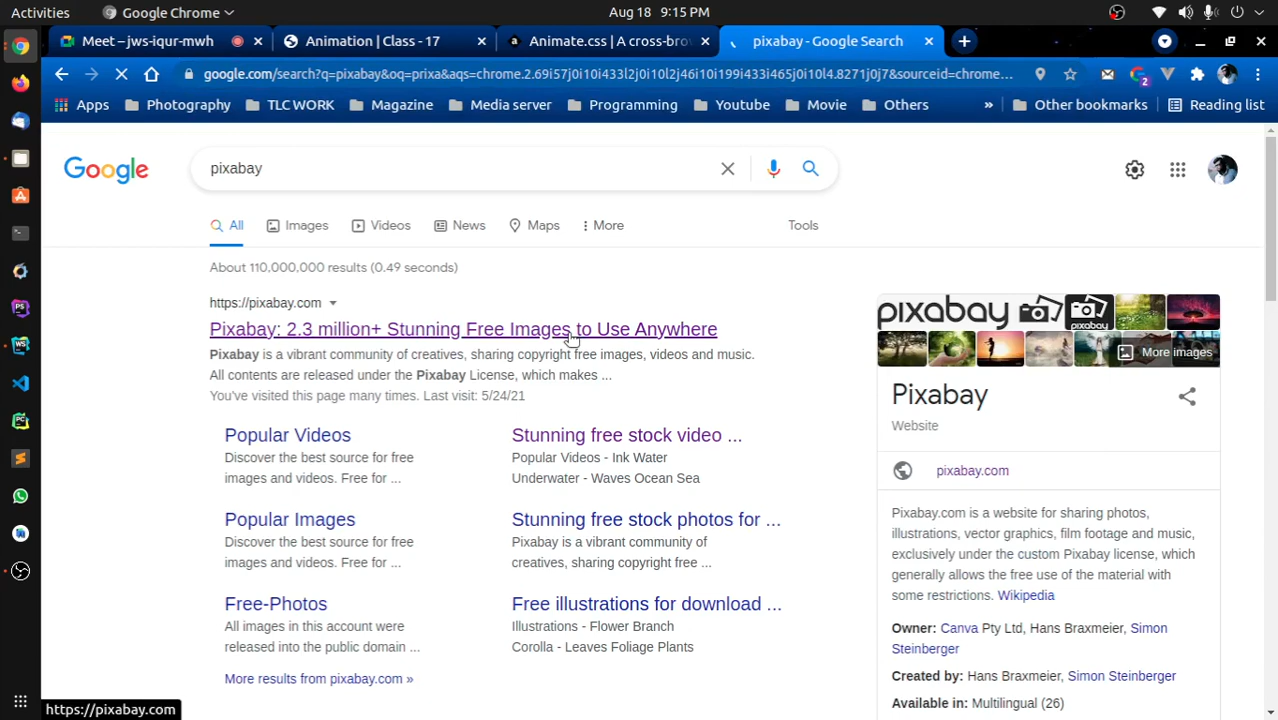 Activities
Google Chrome
Aug 18 9:15 PM
Meet – jws-iqur-mwh
Animation | Class - 17
Animate.css | A cross-bro
pixabay - Google Search
google.com/search?q=pixabay&oq=prixa&aqs=chrome.2.69i57j0i10i433l2j0i10l2j46i10i199i433i465j0i10l4.8271j0j7&sourceid=chrome...
2
Apps
Photography
TLC WORK
Magazine
Media server
Programming
Youtube
Movie
Others
»
Other bookmarks
Reading list
Google
pixabay
All
Images
Videos
News
Maps
More
Tools
About 110,000,000 results (0.49 seconds)
https://pixabay.com
Pixabay: 2.3 million+ Stunning Free Images to Use Anywhere
Pixabay is a vibrant community of creatives, sharing copyright free images, videos and music.
All contents are released under the Pixabay License, which makes ...
You've visited this page many times. Last visit: 5/24/21
Popular Videos
Discover the best source for free
images and videos. Free for ...
Stunning free stock video ...
Popular Videos - Ink Water
Underwater - Waves Ocean Sea
Popular Images
Discover the best source for free
images and videos. Free for ...
Stunning free stock photos for ...
Pixabay is a vibrant community of
creatives, sharing copyright free ...
Free-Photos
All images in this account were
released into the public domain ...
Free illustrations for download ...
Illustrations - Flower Branch
Corolla - Leaves Foliage Plants
More results from pixabay.com »
pixabay
pixabay
More images
Pixabay
Website
pixabay.com
Pixabay.com is a website for sharing photos,
illustrations, vector graphics, film footage and music,
exclusively under the custom Pixabay license, which
generally allows the free use of the material with
some restrictions. Wikipedia
Owner: Canva Pty Ltd, Hans Braxmeier, Simon
Steinberger
Created by: Hans Braxmeier, Simon Steinberger
Available in: Multilingual (26)
https://pixabay.com